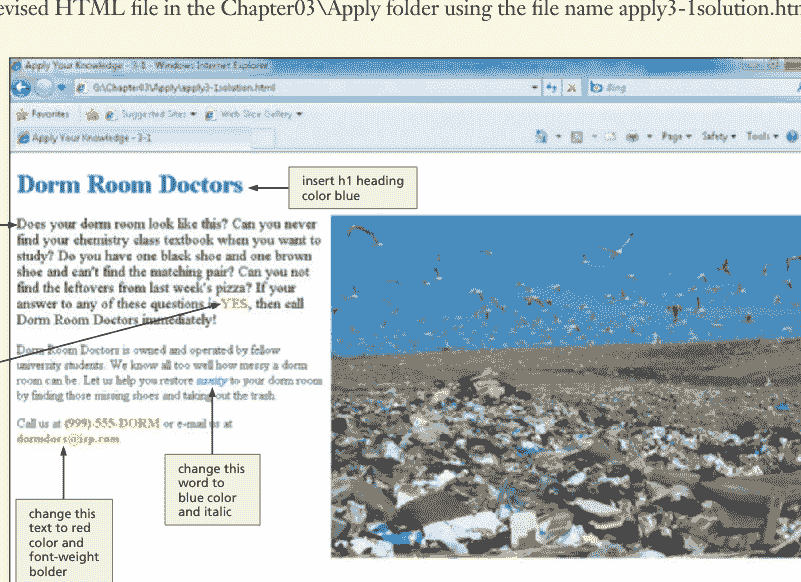 evised HTML file in the Chapter03\Apply folder using the file name apply3-1solution.htm
Apply Your Knowledge - 3-1 - Windows Internet Explorer
G:\Chapter03\Apply\apply3-1solution.html
Bing
Favorites Suggested Sites Web Slice Gallery
Apply Your Knowledge - 3-1
Page Safety Tools
Dorm Room Doctors
insert h1 heading
color blue
Does your dorm room look like this? Can you never
find your chemistry class textbook when you want to
study? Do you have one black shoe and one brown
shoe and can't find the matching pair? Can you not
find the leftovers from last week's pizza? If your
answer to any of these questions is YES, then call
Dorm Room Doctors immediately!
Dorm Room Doctors is owned and operated by fellow
university students. We know all too well how messy a dorm
room can be. Let us help you restore sanity to your dorm room
by finding those missing shoes and taking out the trash.
Call us at (999)-555-DORM or e-mail us at
dormdocs@isp.com
change this
word to
blue color
and italic
change this
text to red
color and
font-weight
bolder